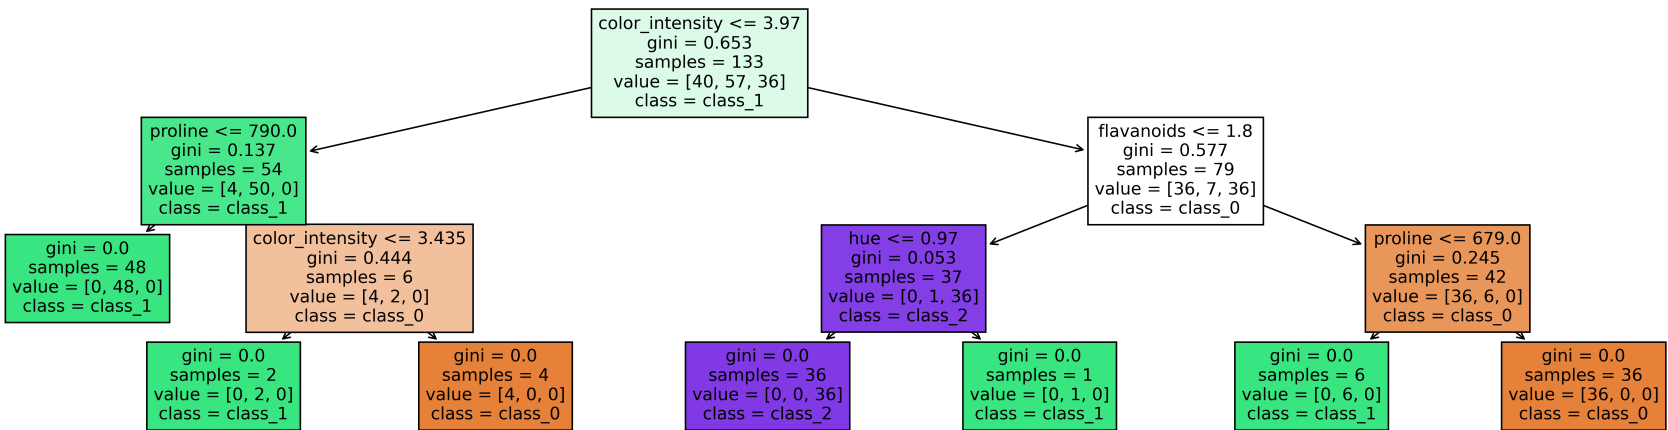 color_intensity <= 3.97
gini = 0.653
samples = 133
value = [40, 57, 36]
class = class_1
proline <= 790.0
gini = 0.137
samples = 54
value = [4, 50, 0]
class = class_1
flavanoids <= 1.8
gini = 0.577
samples = 79
value = [36, 7, 36]
class = class_0
gini = 0.0
samples = 48
value = [0, 48, 0]
class = class_1
color_intensity <= 3.435
gini = 0.444
samples = 6
value = [4, 2, 0]
class = class_0
hue <= 0.97
gini = 0.053
samples = 37
value = [0, 1, 36]
class = class_2
proline <= 679.0
gini = 0.245
samples = 42
value = [36, 6, 0]
class = class_0
gini = 0.0
samples = 2
value = [0, 2, 0]
class = class_1
gini = 0.0
samples = 4
value = [4, 0, 0]
class = class_0
gini = 0.0
samples = 36
value = [0, 0, 36]
class = class_2
gini = 0.0
samples = 1
value = [0, 1, 0]
class = class_1
gini = 0.0
samples = 6
value = [0, 6, 0]
class = class_1
gini = 0.0
samples = 36
value = [36, 0, 0]
class = class_0